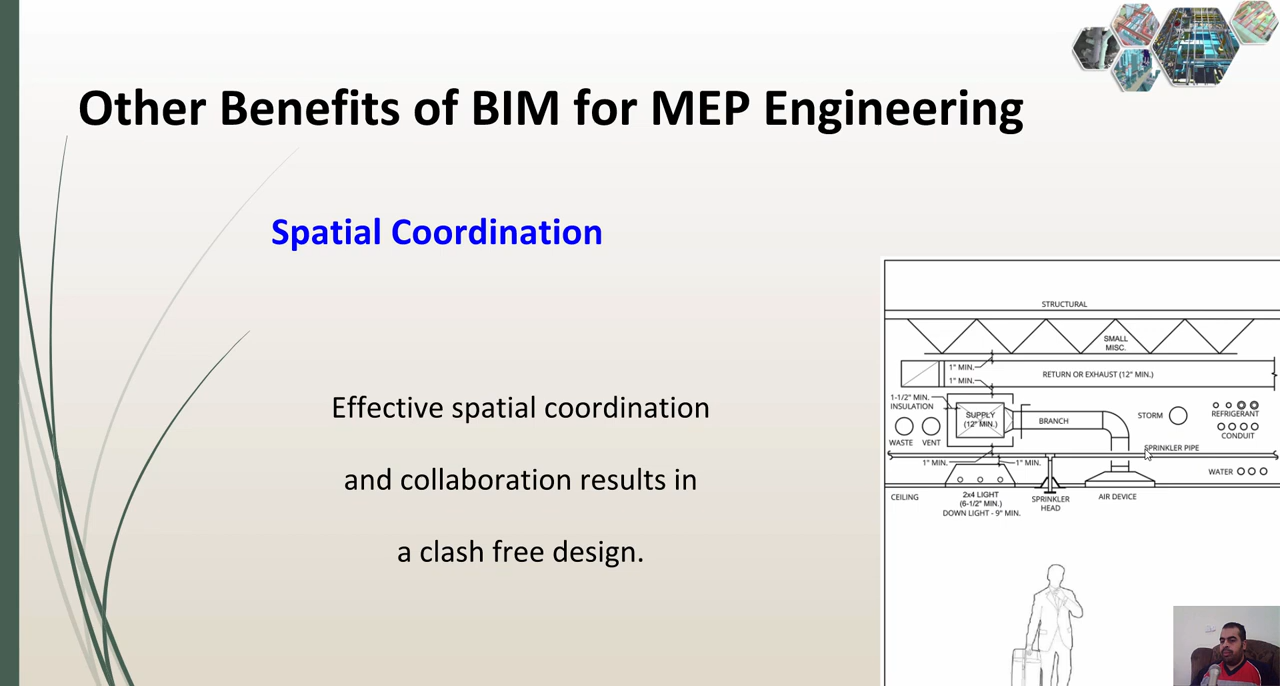 Other Benefits of BIM for MEP Engineering
Spatial Coordination
Effective spatial coordination
and collaboration results in
a clash free design.
STRUCTURAL
SMALL
MISC.
1" MIN.
RETURN OR EXHAUST (12" MIN.)
1" MIN.
1-1/2" MIN.
INSULATION
SUPPLY
(12" MIN.)
BRANCH
STORM
REFRIGERANT
CONDUIT
WASTE
VENT
SPRINKLER PIPE
1" MIN.
1" MIN.
WATER
CEILING
2x4 LIGHT
(6-1/2" MIN.)
DOWN LIGHT - 9" MIN.
SPRINKLER
HEAD
AIR DEVICE